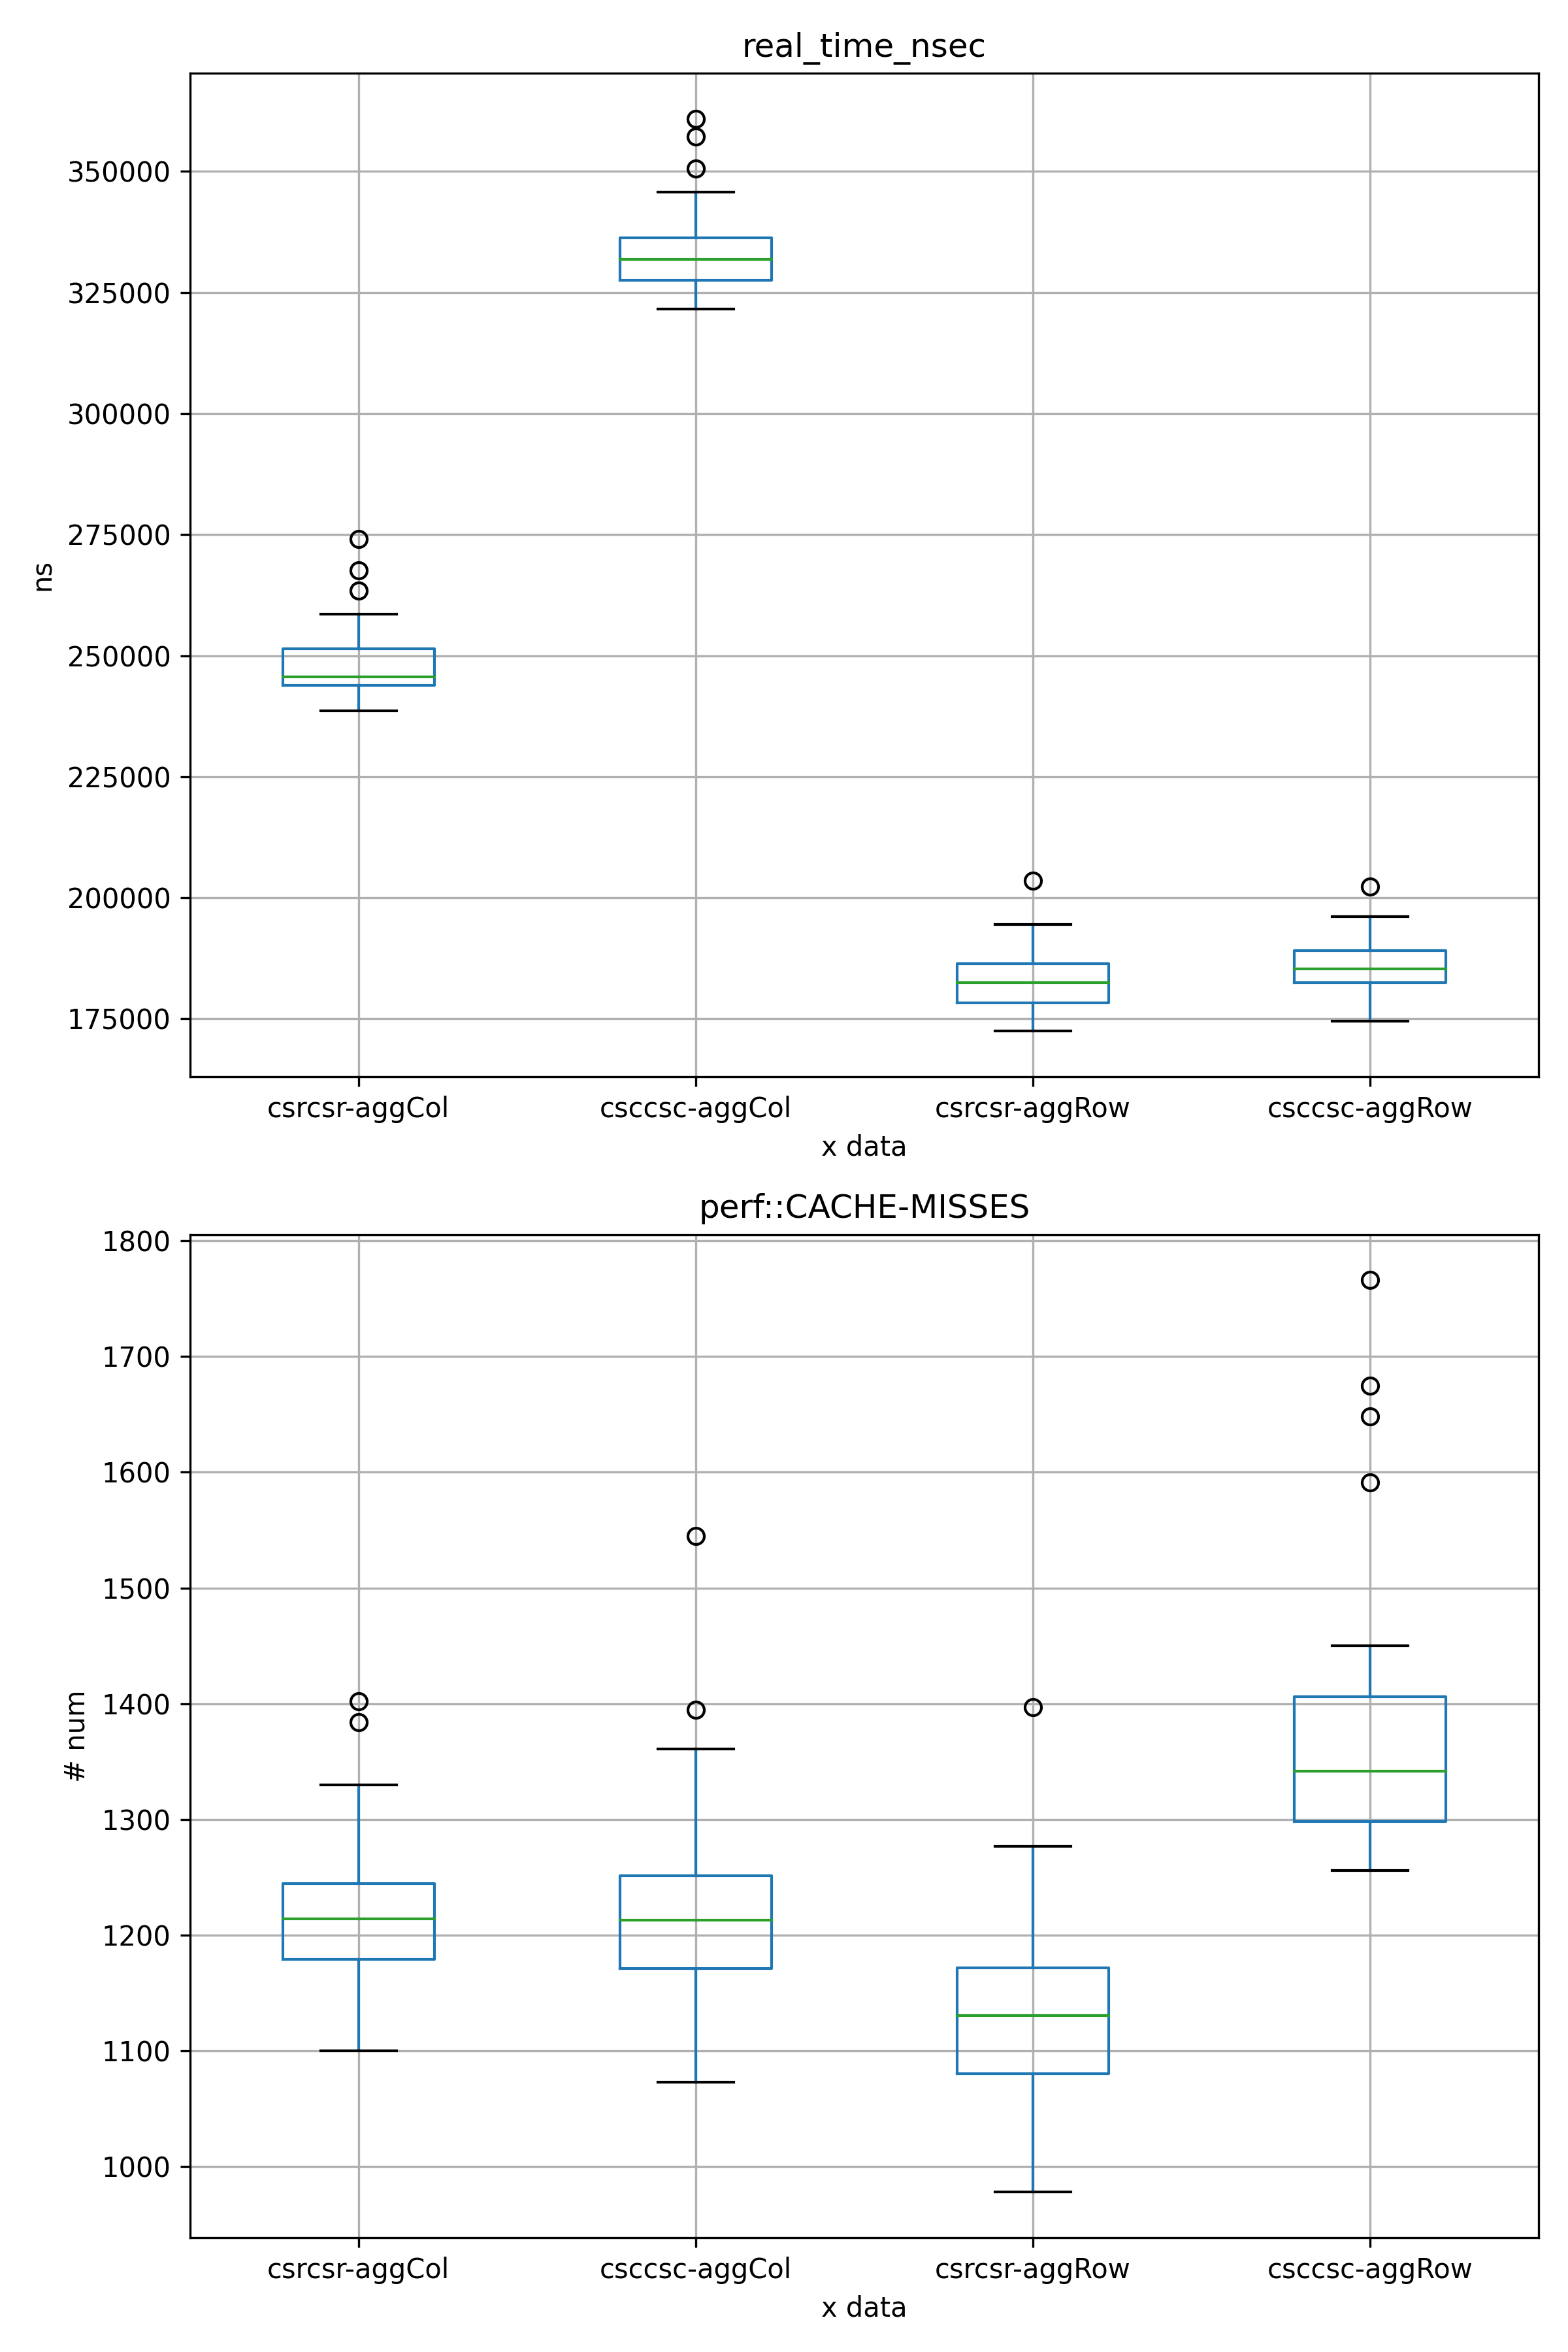 real_time_nsec
350000
325000
300000
275000
250000
225000
200000
175000
ns
csrcsr-aggCol csccsc-aggCol csrcsr-aggRow csccsc-aggRow
x data
perf::CACHE-MISSES
1800
1700
1600
1500
1400
1300
1200
1100
1000
# num
csrcsr-aggCol csccsc-aggCol csrcsr-aggRow csccsc-aggRow
x data